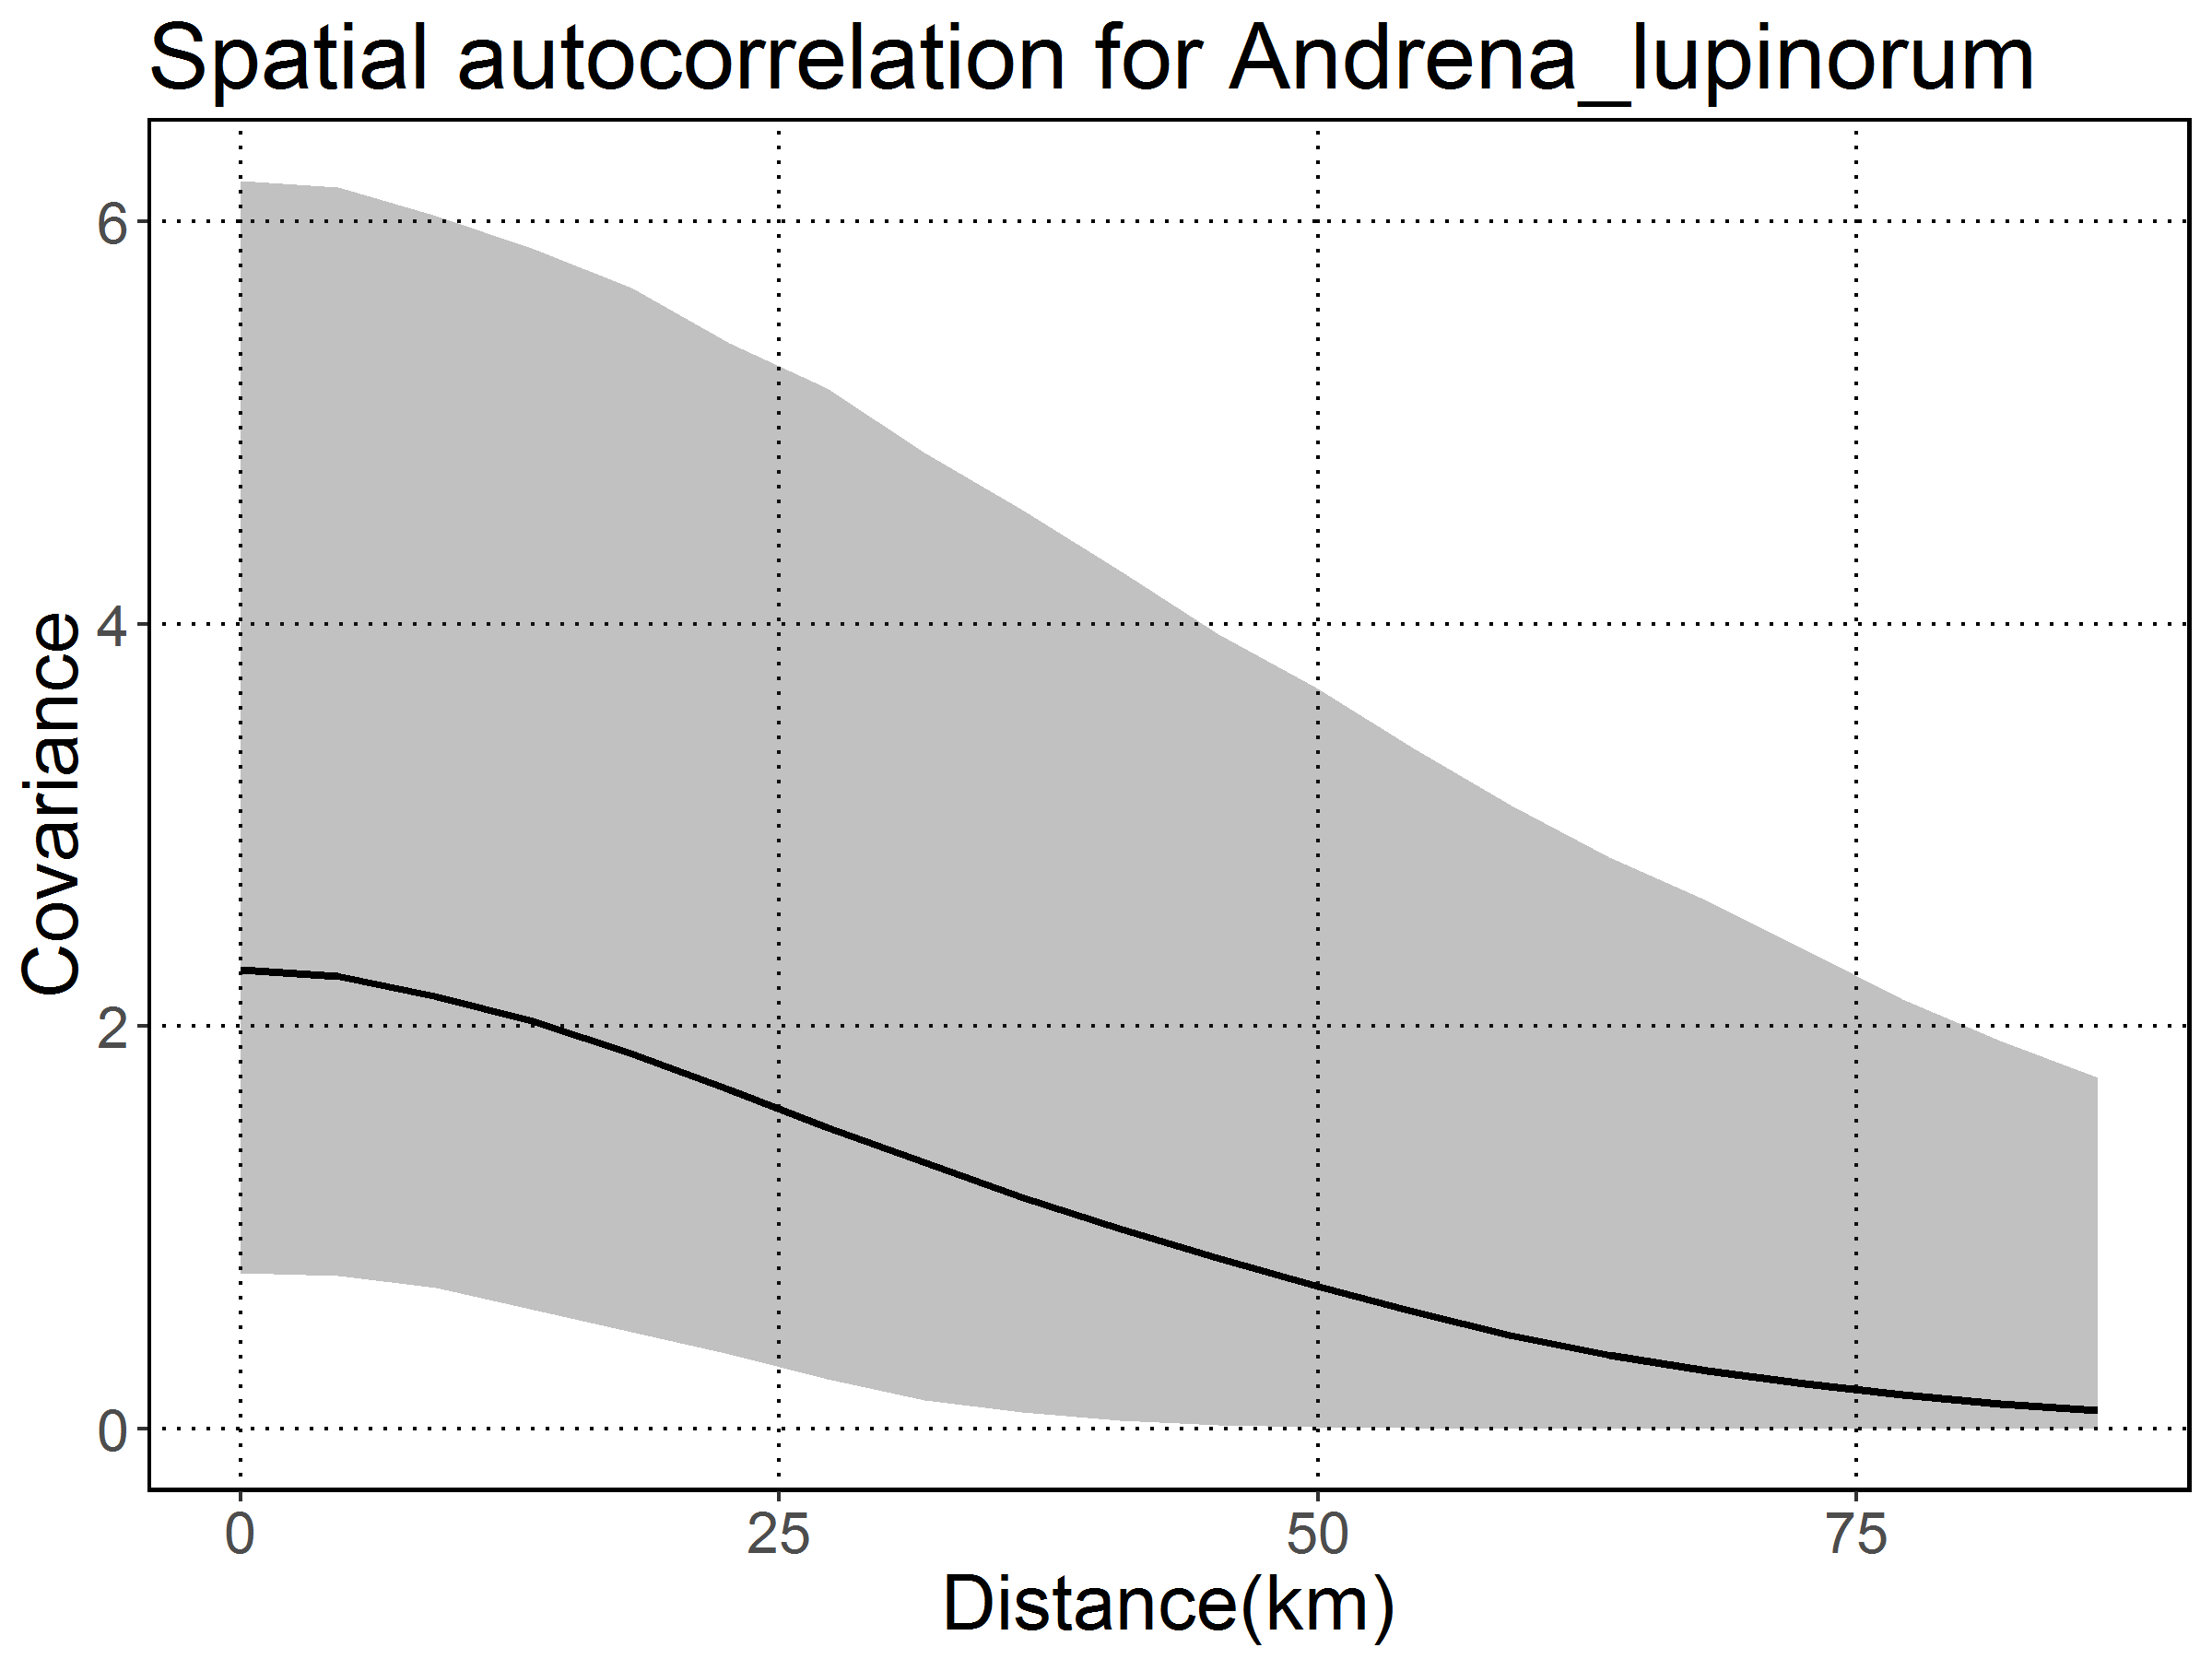 Spatial autocorrelation for Andrena_lupinorum
Covariance
6
4
2
0
0 25 50 75
Distance(km)